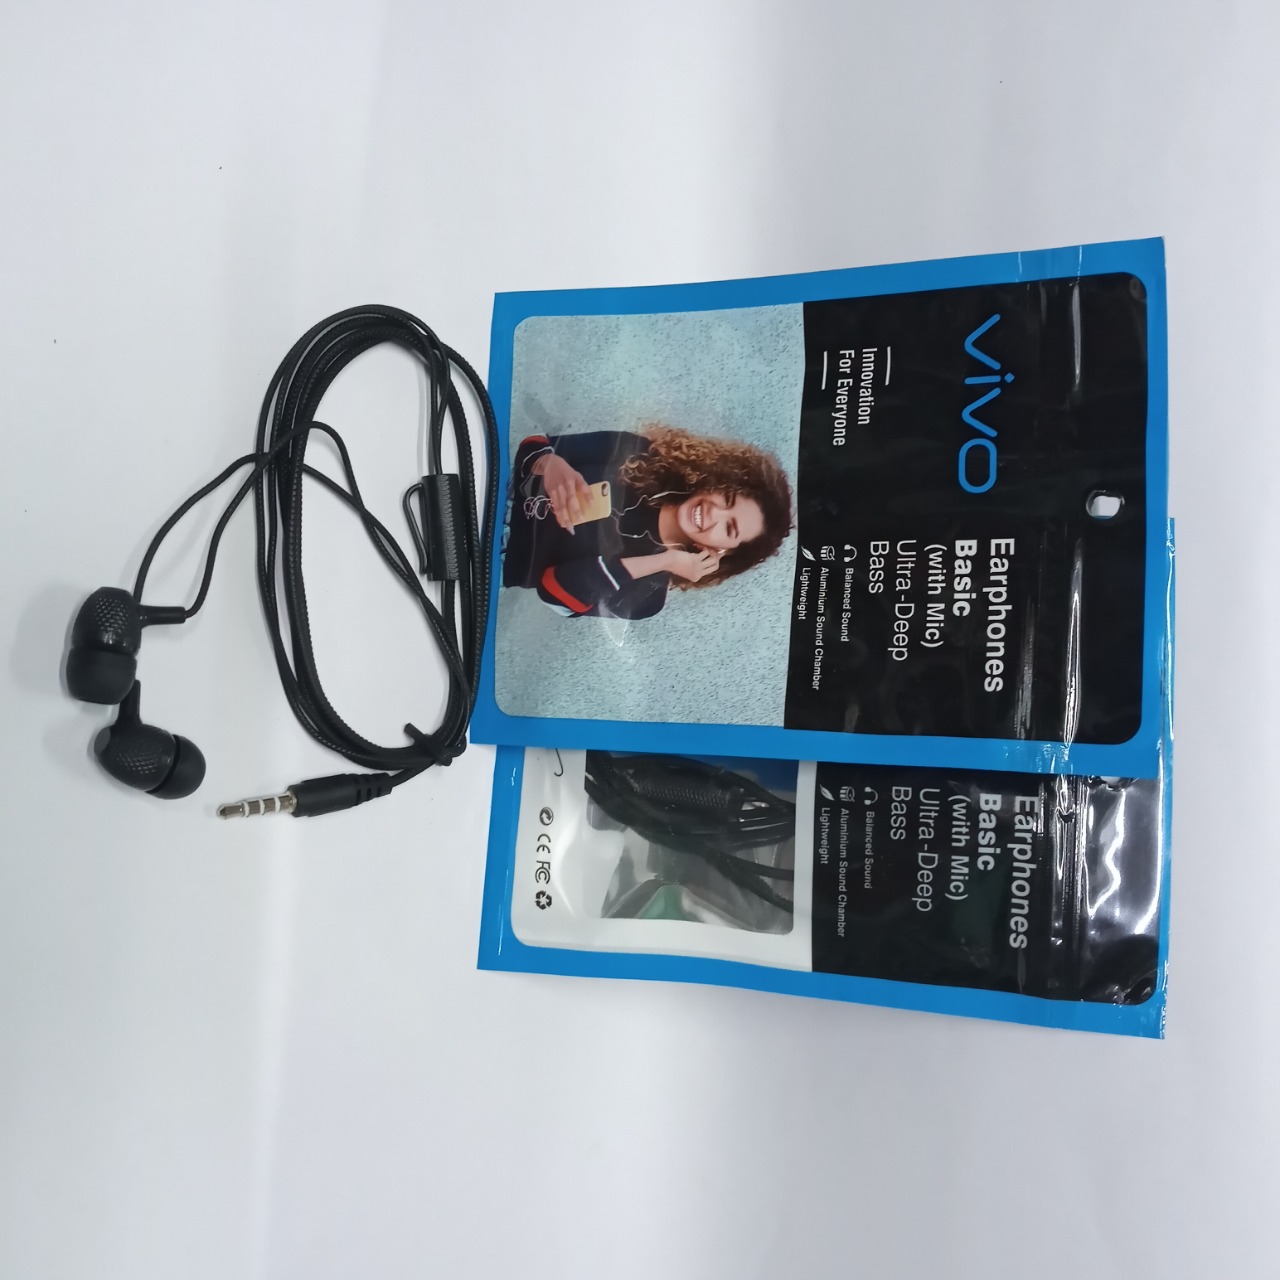 vivo
Innovation
For Everyone
Earphones
Basic
(with Mic)
Ultra-Deep
Bass
Balanced Sound
Aluminium Sound Chamber
Lightweight
Earphones
Basic
(with Mic)
Ultra-Deep
Bass
Balanced Sound
Aluminium Sound Chamber
Lightweight
CE FC